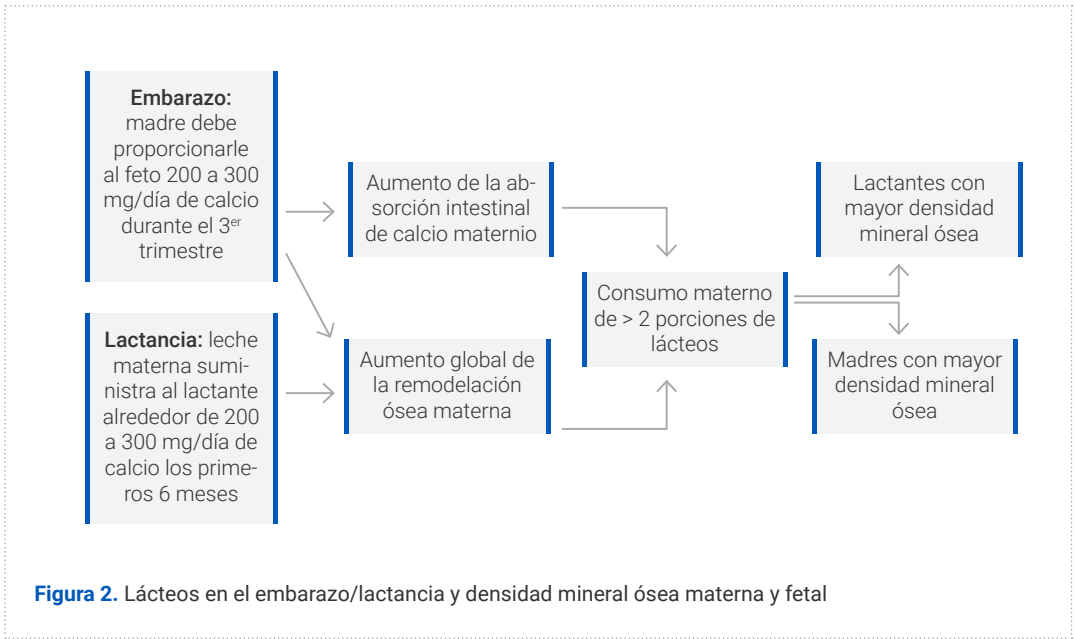 Embarazo:
madre debe
proporcionarle
al feto 200 a 300
mg/día de calcio
durante el 3er
trimestre
Lactancia: leche
materna sumi-
nistra al lactante
alrededor de 200
a 300 mg/día de
calcio los prime-
ros 6 meses
Aumento de la ab-
sorción intestinal
de calcio maternio
Aumento global de
la remodelación
ósea materna
Consumo materno
de > 2 porciones de
lácteos
Lactantes con
mayor densidad
mineral ósea
Madres con mayor
densidad mineral
ósea
Figura 2. Lácteos en el embarazo/lactancia y densidad mineral ósea materna y fetal